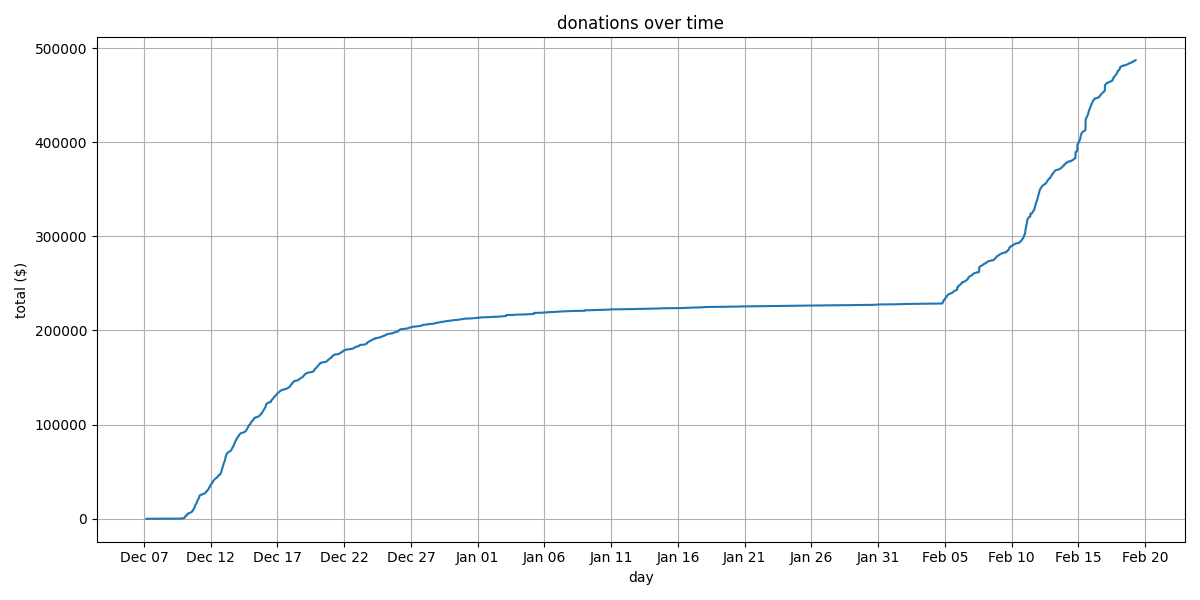 donations over time
total ($)
500000
400000
300000
200000
100000
0
Dec 07 Dec 12 Dec 17 Dec 22 Dec 27 Jan 01 Jan 06 Jan 11 Jan 16 Jan 21 Jan 26 Jan 31 Feb 05 Feb 10 Feb 15 Feb 20
day